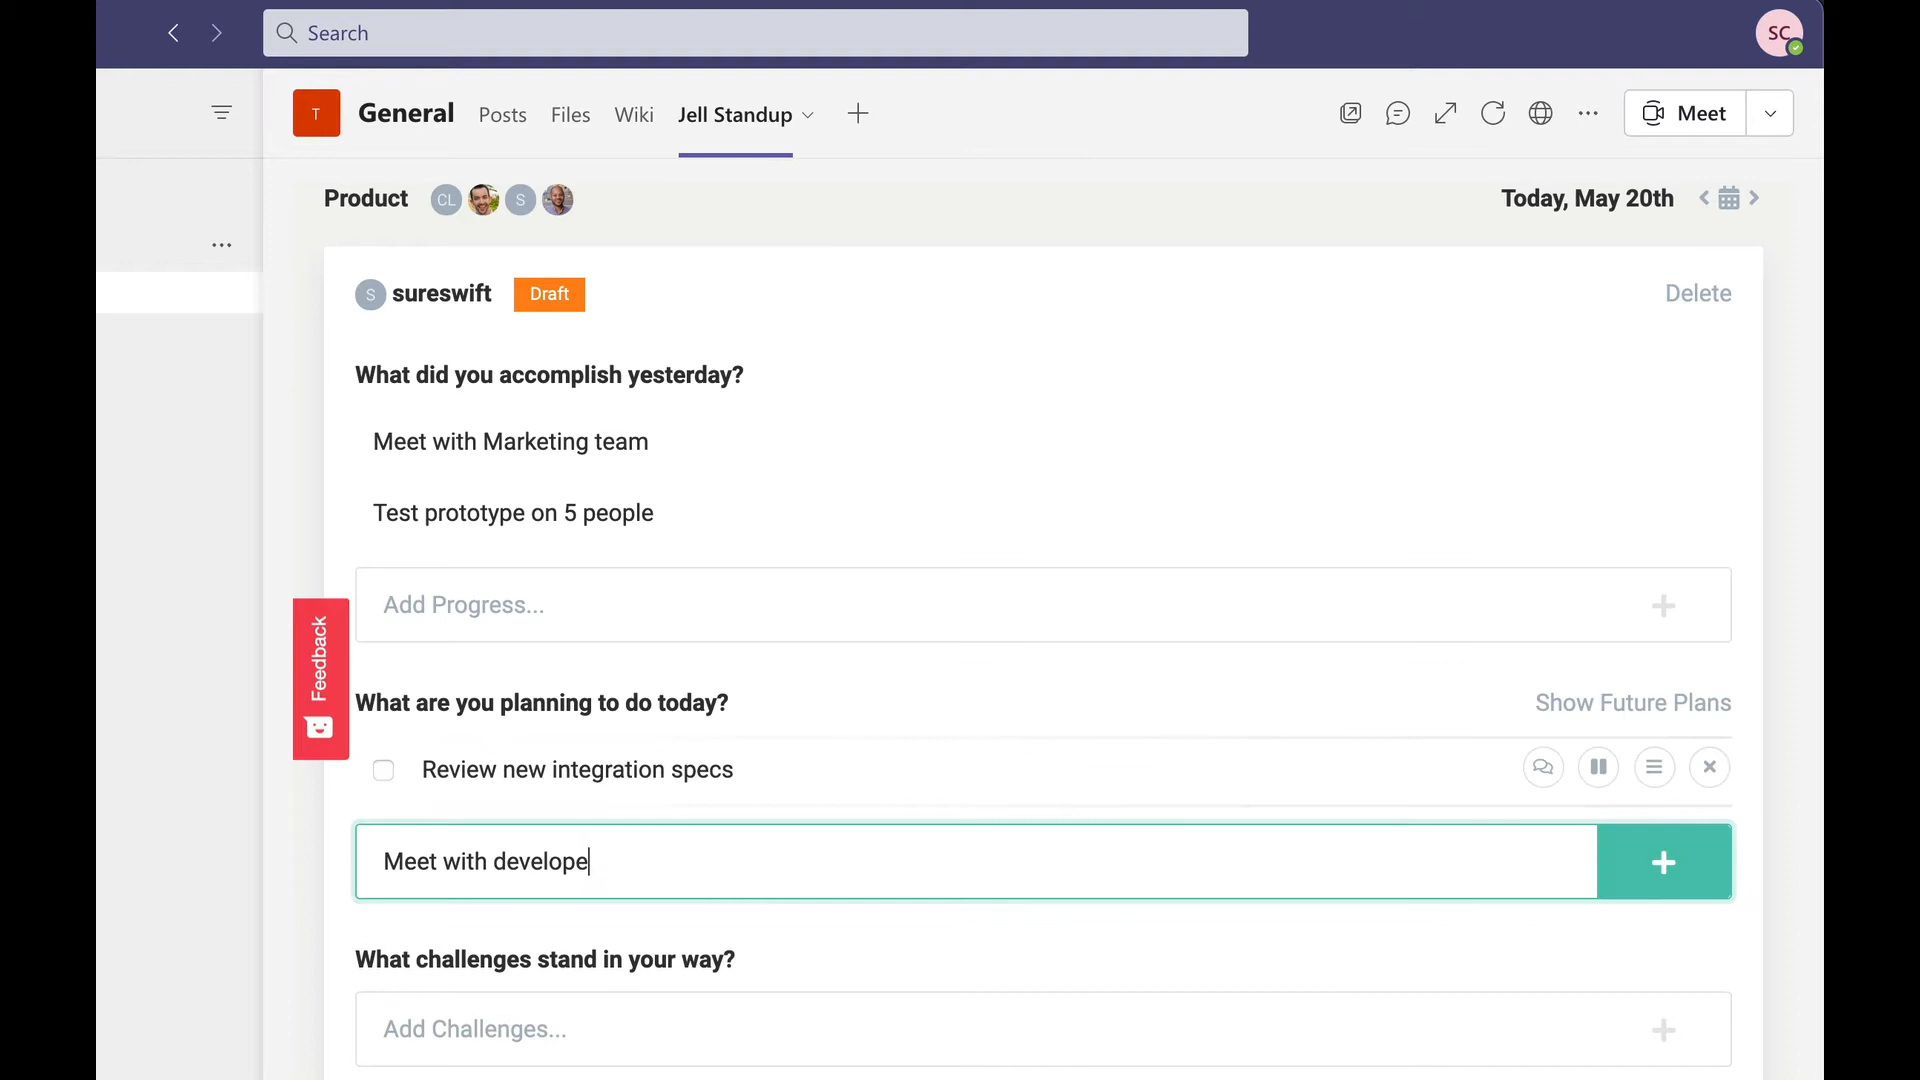 Search
SC
T
General Posts Files Wiki Jell Standup
Meet
Product CL S
Today, May 20th
S sureswift Draft
Delete
What did you accomplish yesterday?
Meet with Marketing team
Test prototype on 5 people
Add Progress...
Feedback
What are you planning to do today?
Show Future Plans
Review new integration specs
Meet with develope
What challenges stand in your way?
Add Challenges...